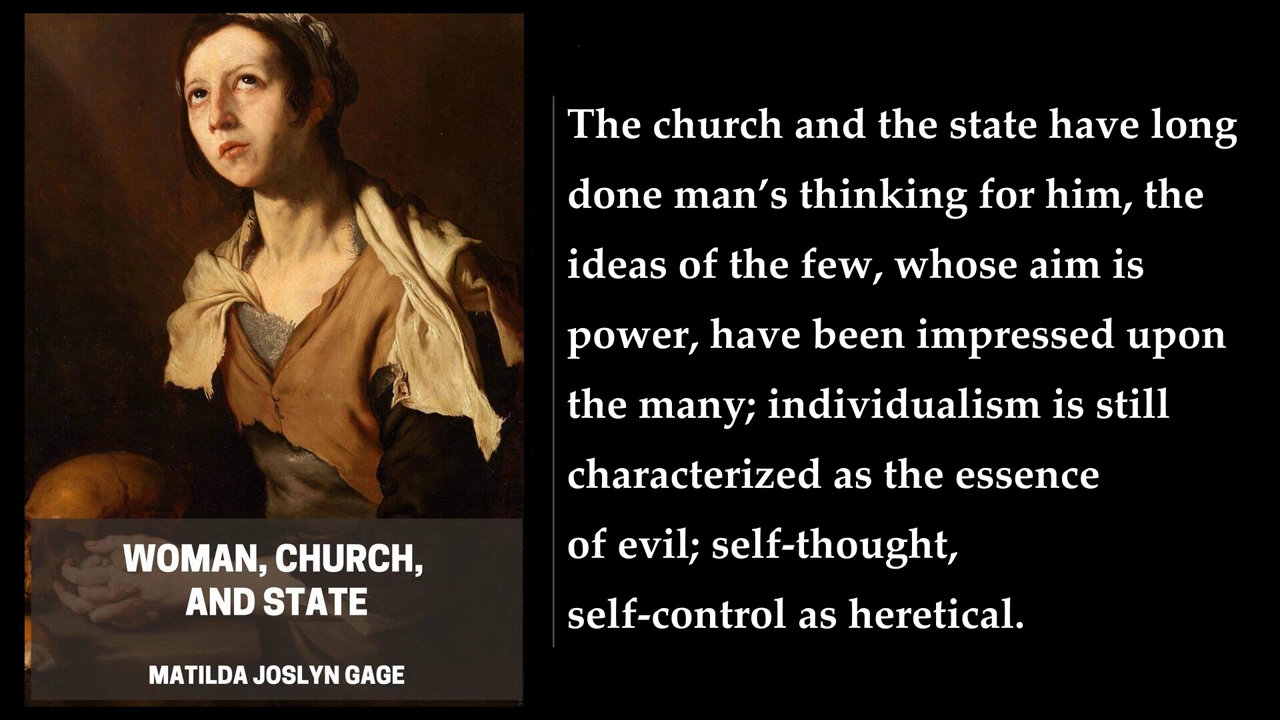 WOMAN, CHURCH,
AND STATE
MATILDA JOSLYN GAGE
The church and the state have long
done man’s thinking for him, the
ideas of the few, whose aim is
power, have been impressed upon
the many; individualism is still
characterized as the essence
of evil; self-thought,
self-control as heretical.